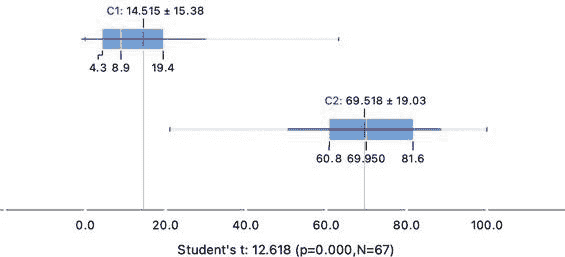 C1: 14.515 ± 15.38
4.3 8.9 19.4
C2: 69.518 ± 19.03
60.8 69.950 81.6
0.0 20.0 40.0 60.0 80.0 100.0
Student's t: 12.618 (p=0.000,N=67)